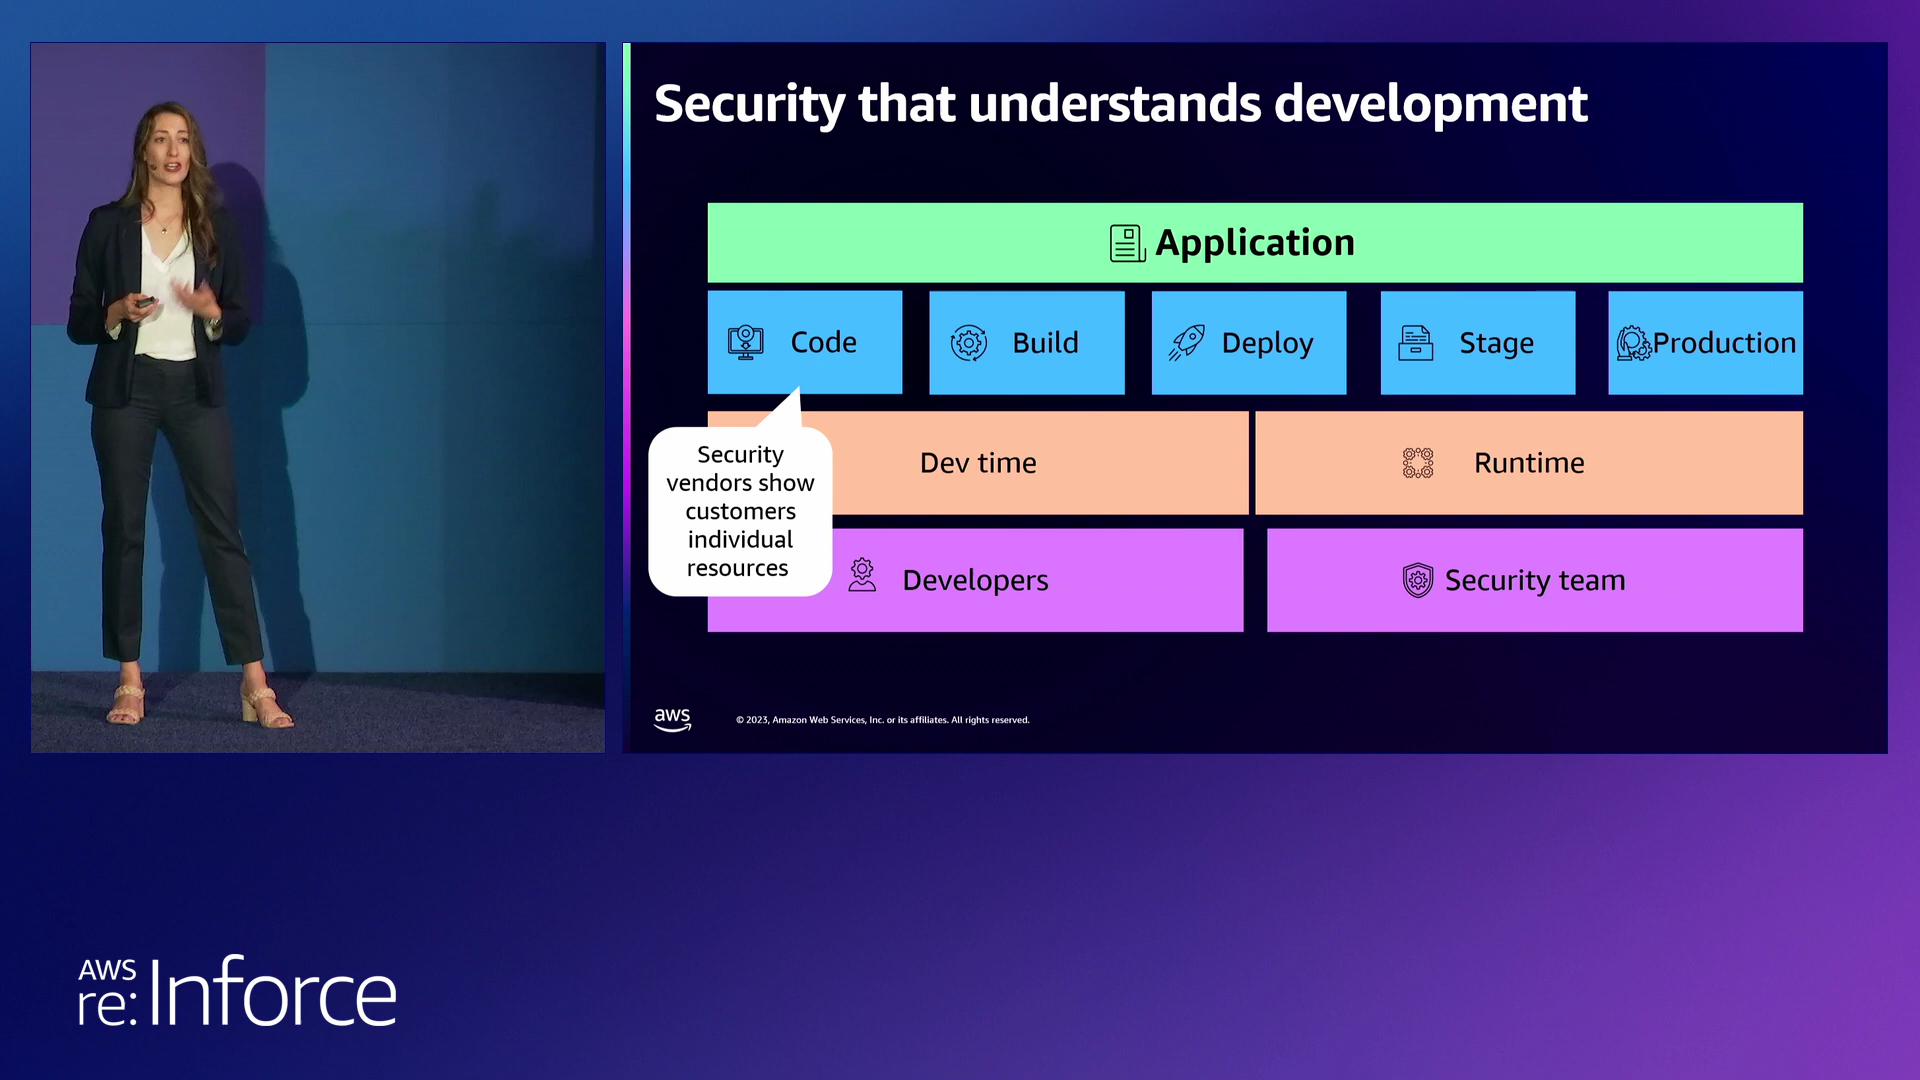 Security that understands development
Application
Code
Build
Deploy
Stage
Production
Security
vendors show
customers
individual
resources
Dev time
Runtime
Developers
Security team
aws
© 2023, Amazon Web Services, Inc. or its affiliates. All rights reserved.
AWS
re:Inforce